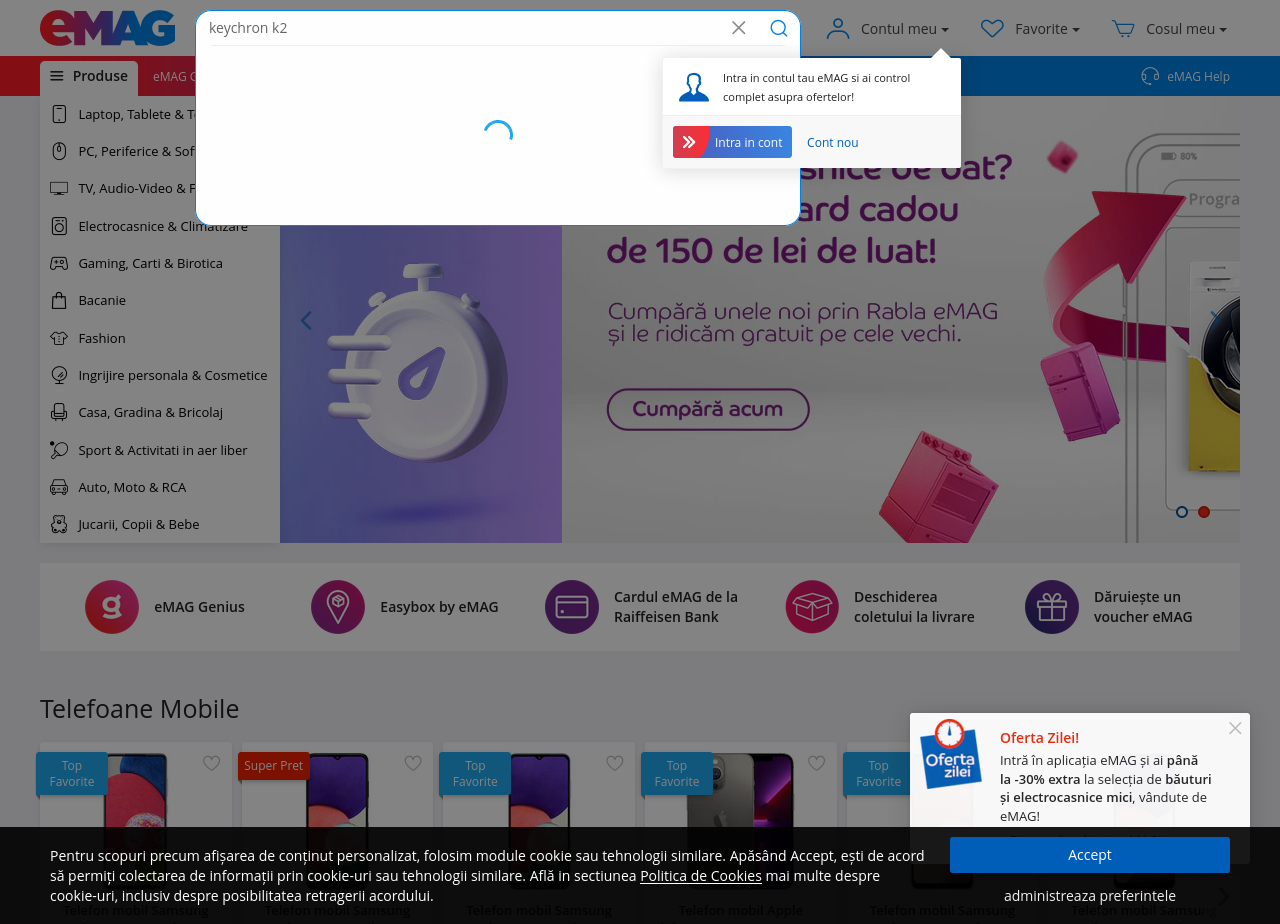 eMAG
keychron k2
Contul meu
Favorite
Cosul meu
Produse
eMAG G
eMAG Help
Intra in contul tau eMAG si ai control
complet asupra ofertelor!
Intra in cont
Cont nou
Laptop, Tablete & T
PC, Periferice & Sof
TV, Audio-Video & F
Electrocasnice & Climatizare
Gaming, Carti & Birotica
Bacanie
Fashion
Ingrijire personala & Cosmetice
Casa, Gradina & Bricolaj
Sport & Activitati in aer liber
Auto, Moto & RCA
Jucarii, Copii & Bebe
de dat?
ard cadou
de 150 de lei de luat!
Cumpără unele noi prin Rabla eMAG
și le ridicăm gratuit pe cele vechi.
Cumpără acum
80%
Progra
eMAG Genius
Easybox by eMAG
Cardul eMAG de la
Raiffeisen Bank
Deschiderea
coletului la livrare
Dăruiește un
voucher eMAG
Telefoane Mobile
Top
Favorite
Super Pret
Top
Favorite
Top
Favorite
Top
Favorite
Oferta
zilei
Oferta Zilei!
Intră în aplicația eMAG și ai până
la -30% extra la selecția de băuturi
și electrocasnice mici, vândute de
eMAG!
Pentru scopuri precum afișarea de conținut personalizat, folosim module cookie sau tehnologii similare. Apăsând Accept, ești de acord
să permiți colectarea de informații prin cookie-uri sau tehnologii similare. Află in sectiunea Politica de Cookies mai multe despre
cookie-uri, inclusiv despre posibilitatea retragerii acordului.
Accept
administreaza preferintele
Telefon mobil Samsung
Telefon mobil Samsung
Telefon mobil Samsung
Telefon mobil Apple
Telefon mobil Samsung
Telefon mobil Samsung